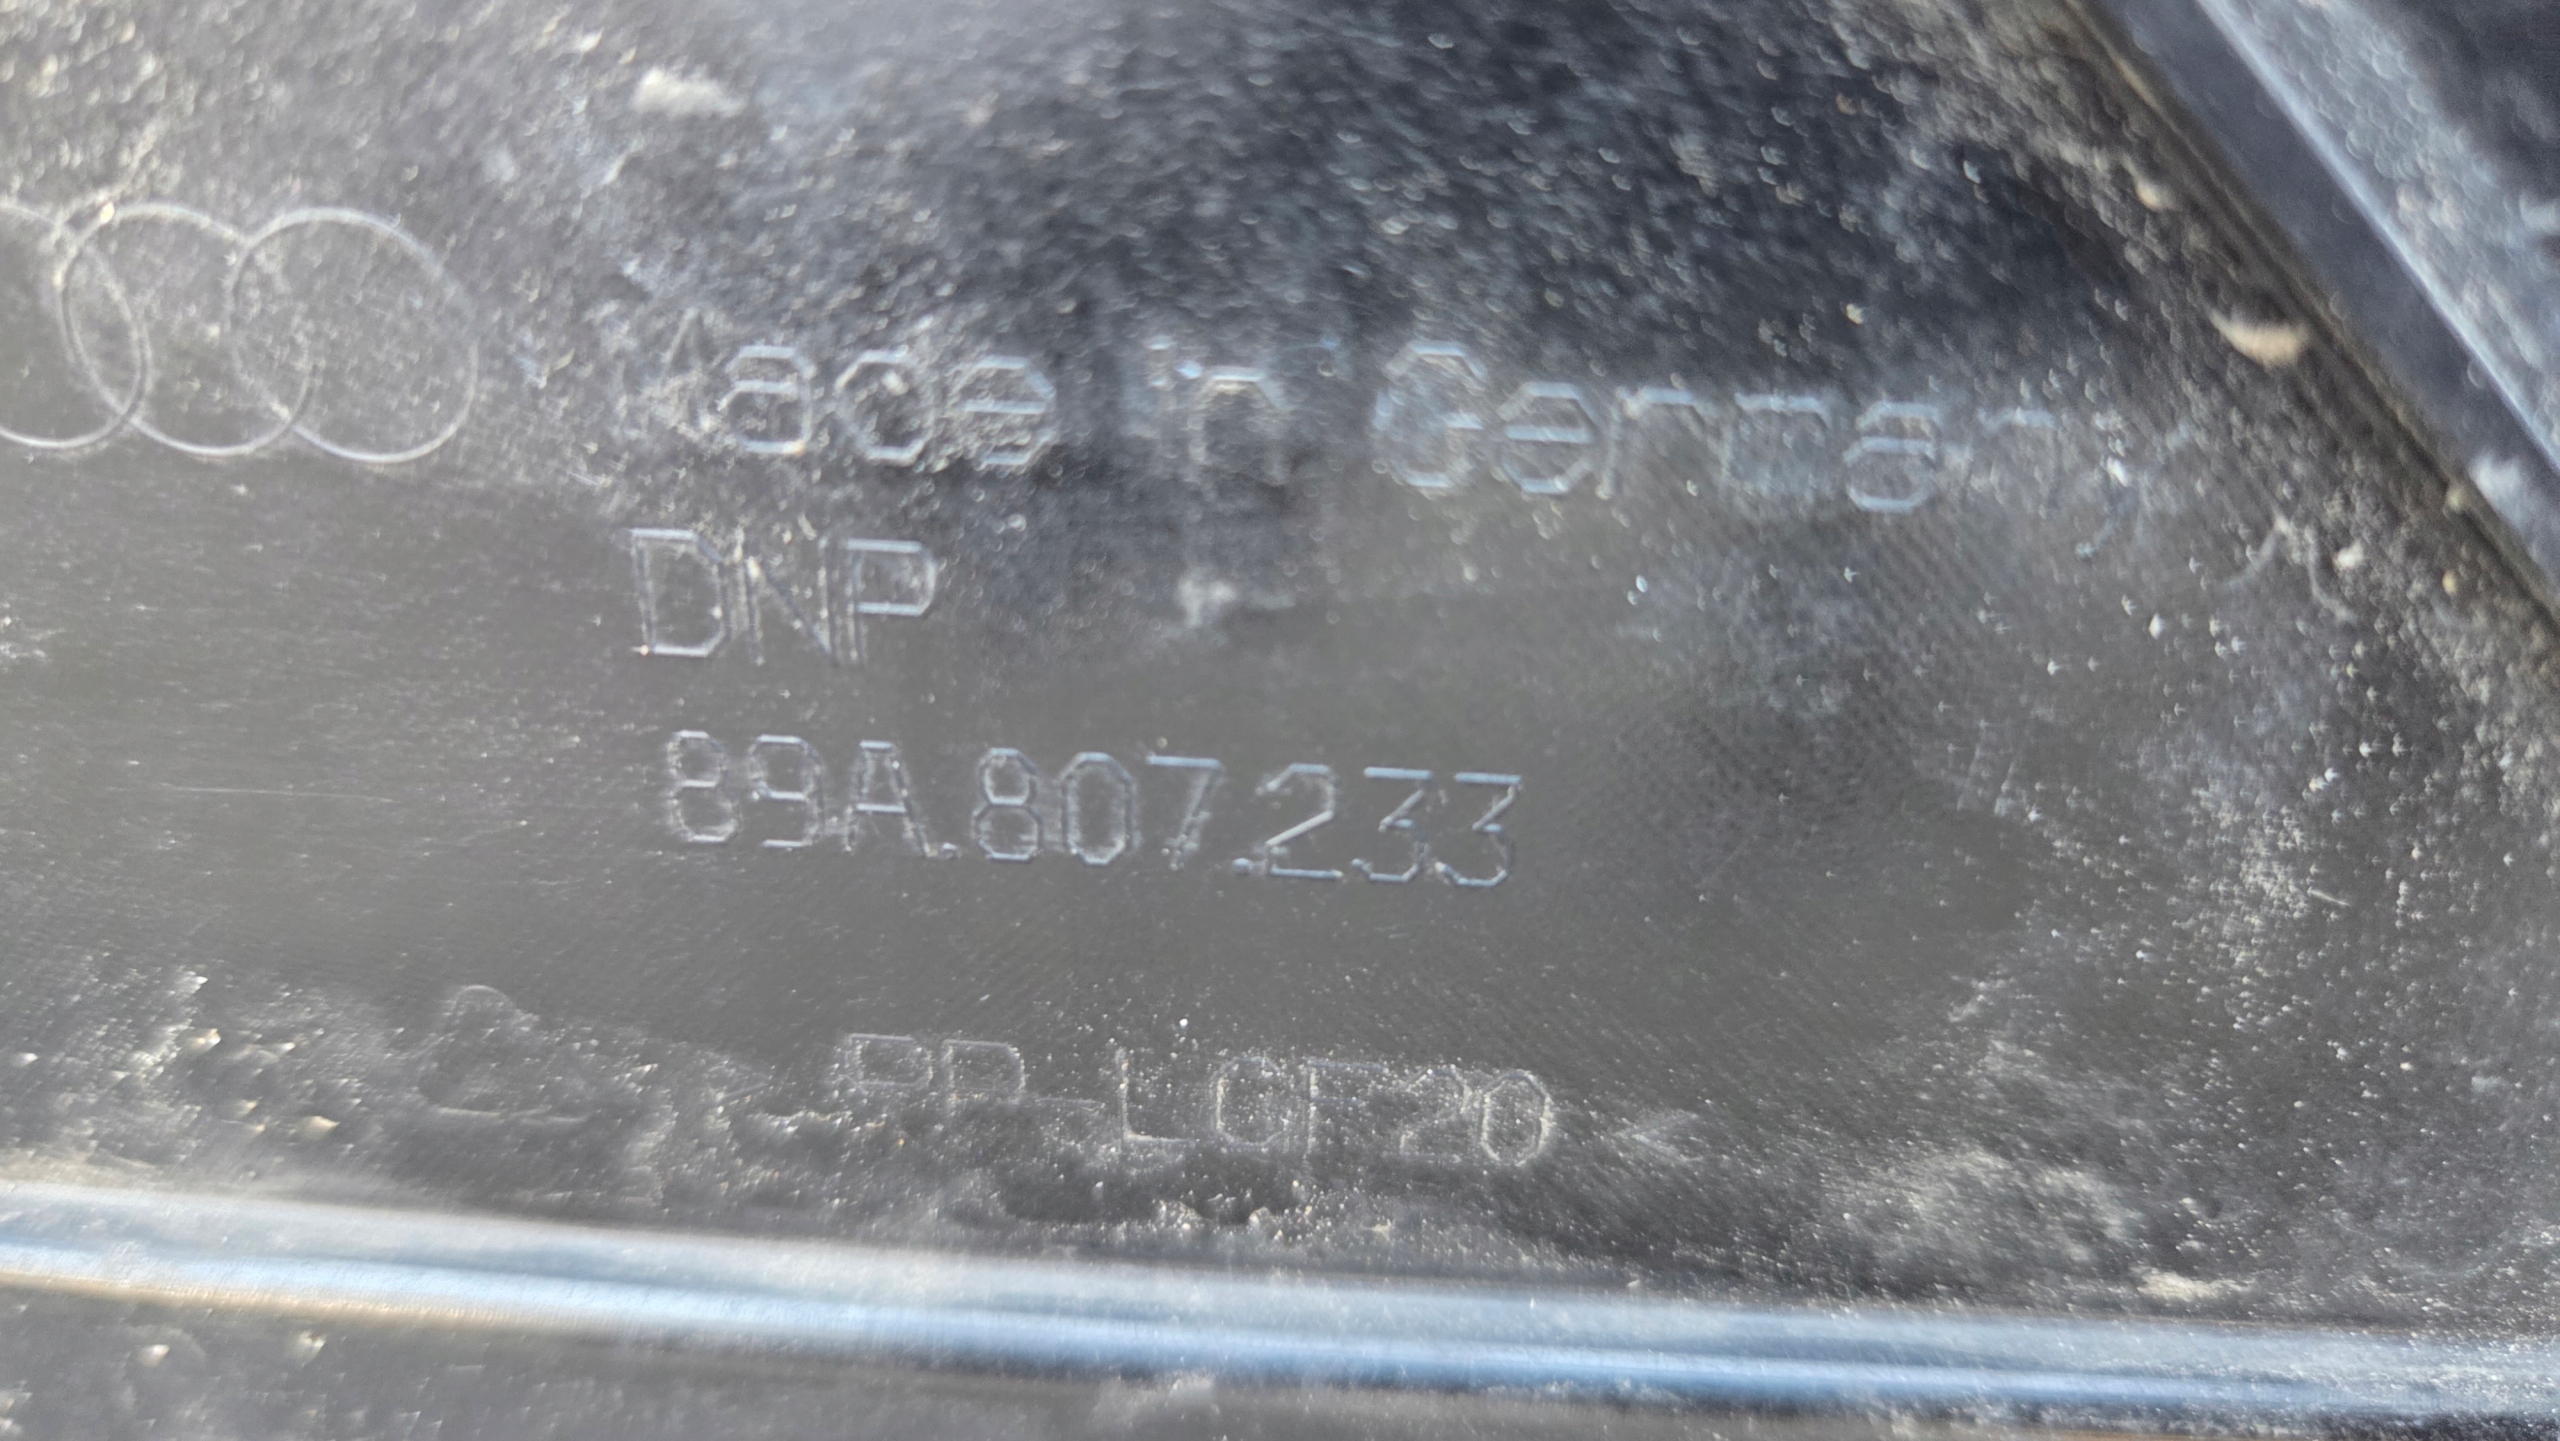 Made in Germany
DNP
89A.807.233
>PP-LGF20<